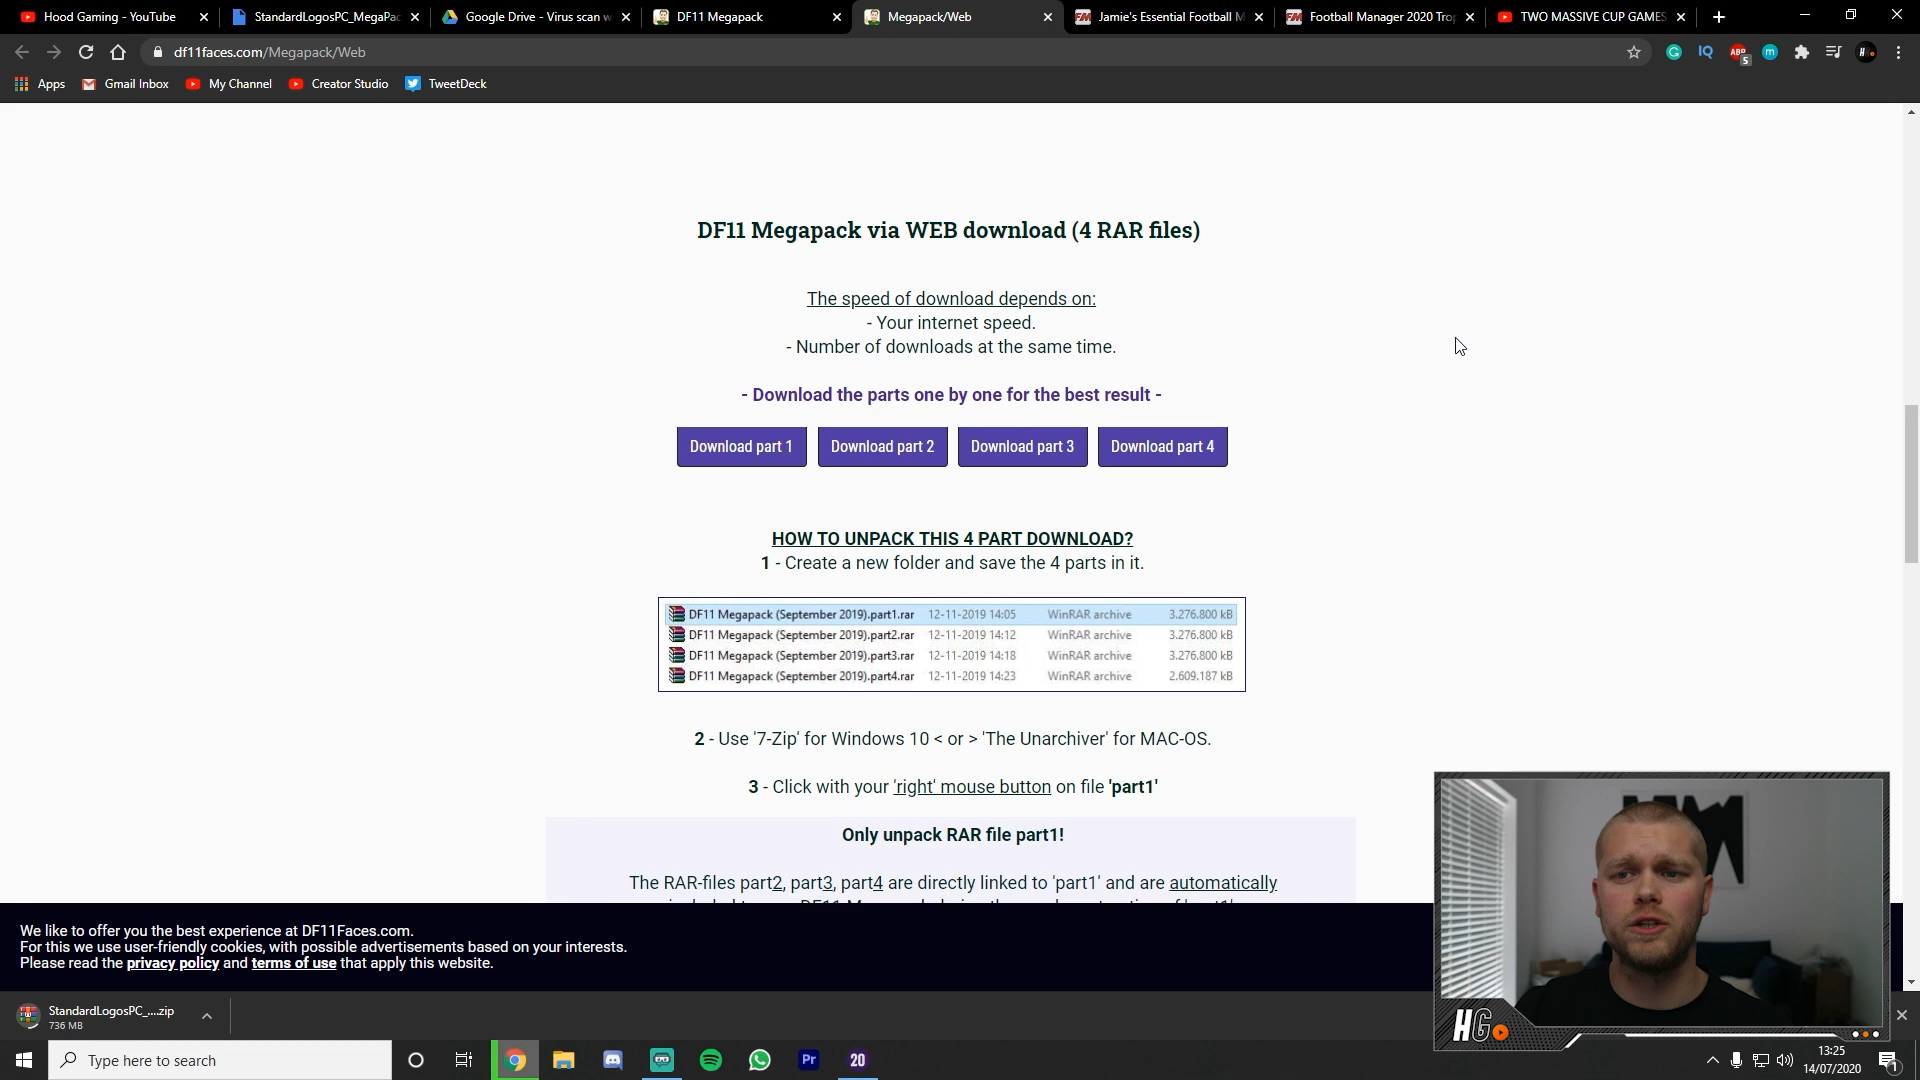 Hood Gaming - YouTube
StandardLogosPC_MegaPac
Google Drive - Virus scan w
DF11 Megapack
Megapack/Web
Jamie's Essential Football M
Football Manager 2020 Tro
TWO MASSIVE CUP GAMES
df11faces.com/Megapack/Web
ABP
5
Apps
Gmail Inbox
My Channel
Creator Studio
TweetDeck
DF11 Megapack via WEB download (4 RAR files)
The speed of download depends on:
- Your internet speed.
- Number of downloads at the same time.
- Download the parts one by one for the best result -
Download part 1
Download part 2
Download part 3
Download part 4
HOW TO UNPACK THIS 4 PART DOWNLOAD?
1 - Create a new folder and save the 4 parts in it.
DF11 Megapack (September 2019).part1.rar 12-11-2019 14:05 WinRAR archive 3.276.800 kB
DF11 Megapack (September 2019).part2.rar 12-11-2019 14:12 WinRAR archive 3.276.800 kB
DF11 Megapack (September 2019).part3.rar 12-11-2019 14:18 WinRAR archive 3.276.800 kB
DF11 Megapack (September 2019).part4.rar 12-11-2019 14:23 WinRAR archive 2.609.187 kB
2 - Use '7-Zip' for Windows 10 < or > 'The Unarchiver' for MAC-OS.
3 - Click with your 'right' mouse button on file 'part1'
Only unpack RAR file part1!
The RAR-files part2, part3, part4 are directly linked to 'part1' and are automatically
We like to offer you the best experience at DF11Faces.com.
For this we use user-friendly cookies, with possible advertisements based on your interests.
Please read the privacy policy and terms of use that apply this website.
StandardLogosPC_....zip
736 MB
HG
Type here to search
Pr
20
13:25
14/07/2020
1